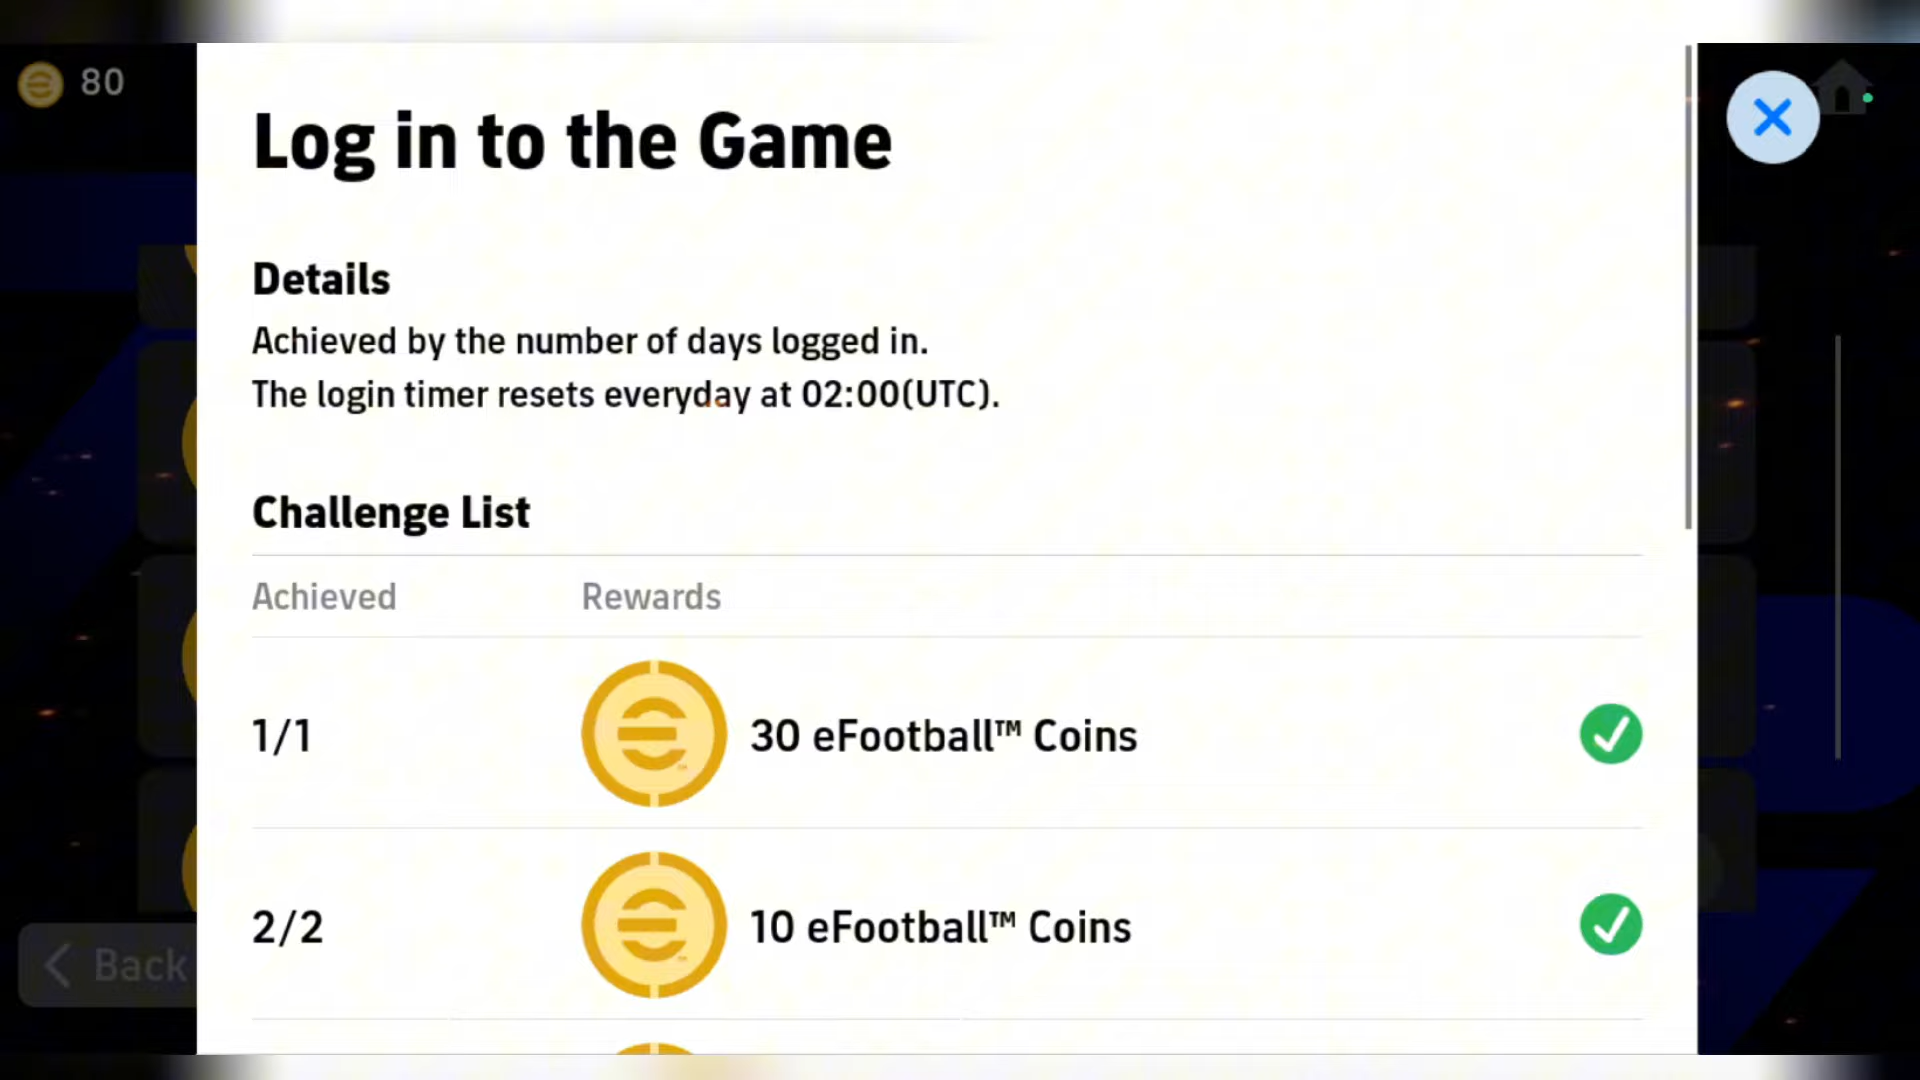 80
Log in to the Game
Details
Achieved by the number of days logged in.
The login timer resets everyday at 02:00(UTC).
Challenge List
Achieved Rewards
1/1 30 eFootball™ Coins
2/2 10 eFootball™ Coins
Back